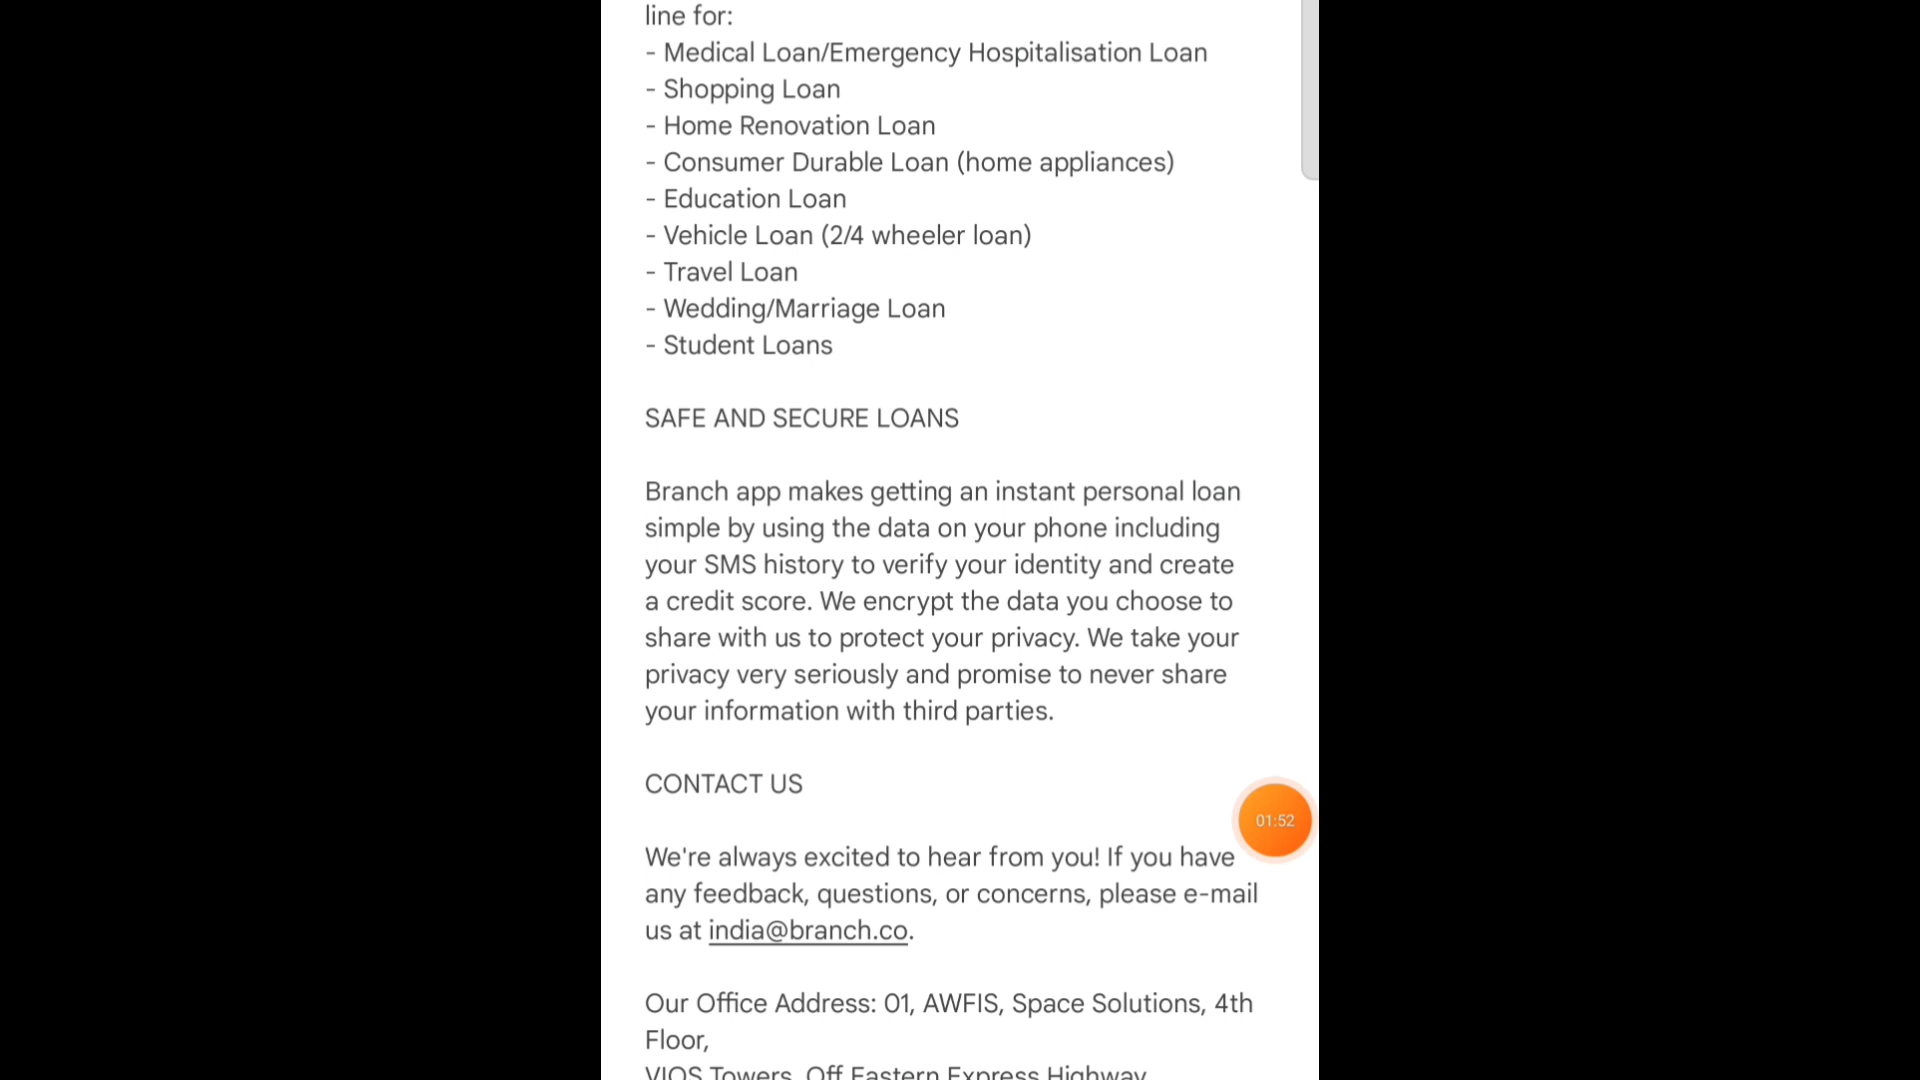 line for:
- Medical Loan/Emergency Hospitalisation Loan
- Shopping Loan
- Home Renovation Loan
- Consumer Durable Loan (home appliances)
- Education Loan
- Vehicle Loan (2/4 wheeler loan)
- Travel Loan
- Wedding/Marriage Loan
- Student Loans
SAFE AND SECURE LOANS
Branch app makes getting an instant personal loan
simple by using the data on your phone including
your SMS history to verify your identity and create
a credit score. We encrypt the data you choose to
share with us to protect your privacy. We take your
privacy very seriously and promise to never share
your information with third parties.
CONTACT US
01:52
We're always excited to hear from you! If you have
any feedback, questions, or concerns, please e-mail
us at india@branch.co.
Our Office Address: 01, AWFIS, Space Solutions, 4th
Floor,
VIOS Towers, Off Eastern Express Highway,